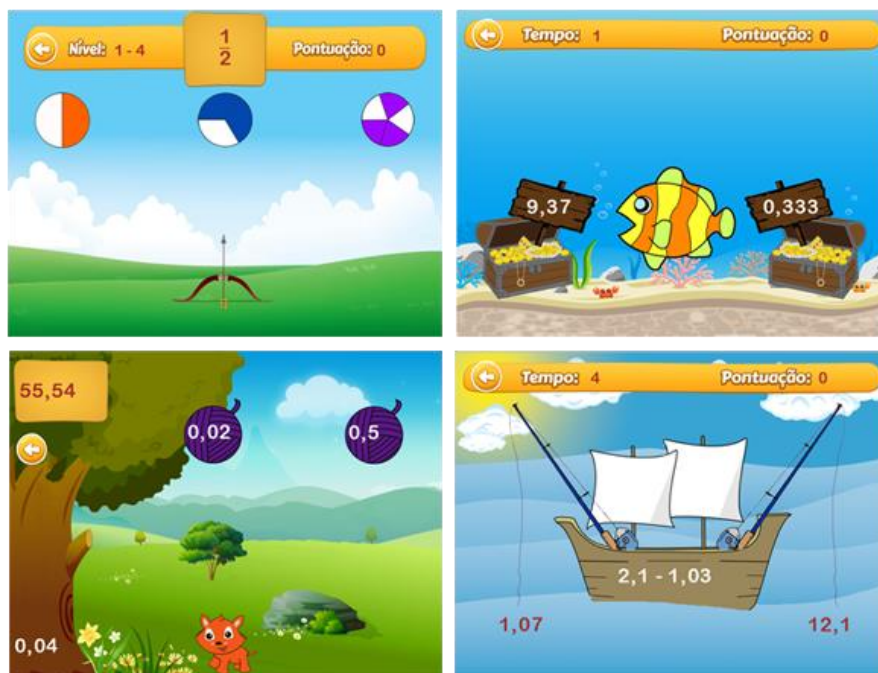 Nível: 1 - 4
1
2
Pontuação: 0
Tempo: 1 Pontuação: 0
9,37
0,333
55,54
0,02
0,5
0,04
Tempo: 4 Pontuação: 0
2,1 - 1,03
1,07
12,1